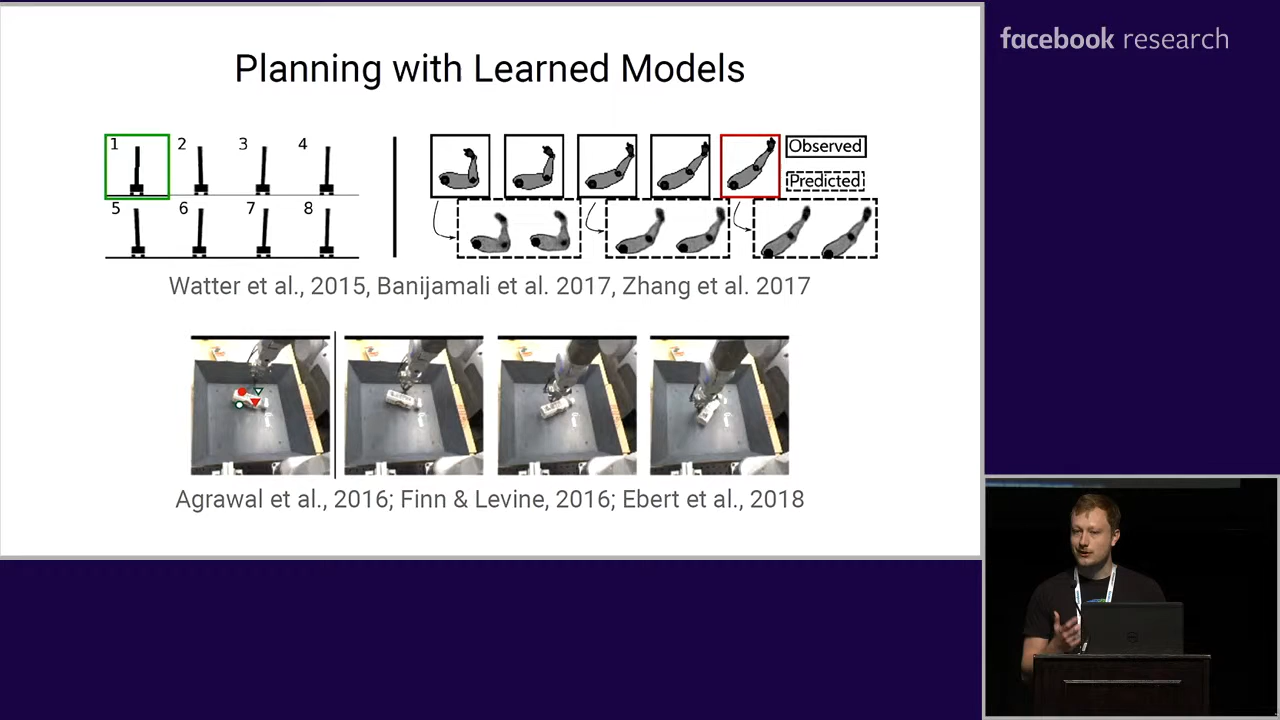 Planning with Learned Models
1 2 3 4
5 6 7 8
Observed
Predicted
Watter et al., 2015, Banijamali et al. 2017, Zhang et al. 2017
Agrawal et al., 2016; Finn & Levine, 2016; Ebert et al., 2018
facebook research